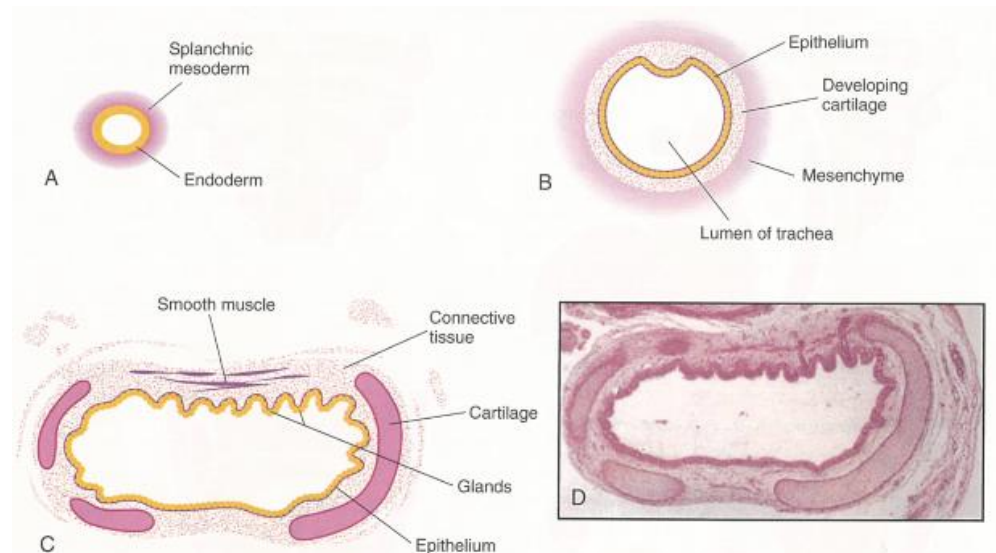 Splanchnic
mesoderm
Endoderm
A
Epithelium
Developing
cartilage
Mesenchyme
Lumen of trachea
B
Smooth muscle
Connective
tissue
Cartilage
Glands
Epithelium
C
D